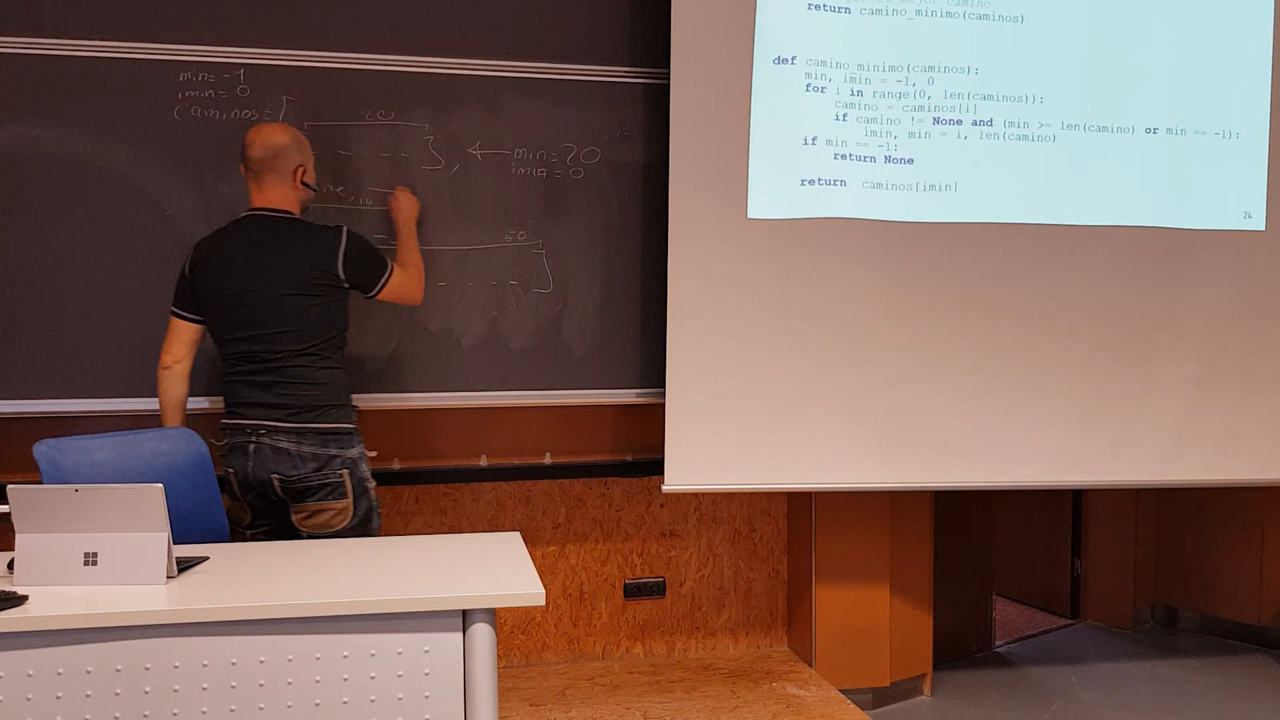 min=-1
imin=0
caminos=[
20
], ← min=20
imin=0
50
]
return camino_minimo(caminos)
def camino_minimo(caminos):
min, imin = -1, 0
for i in range(0, len(caminos)):
camino = caminos[i]
if camino != None and (min >= len(camino) or min == -1):
imin, min = i, len(camino)
if min == -1:
return None
return caminos[imin]
24